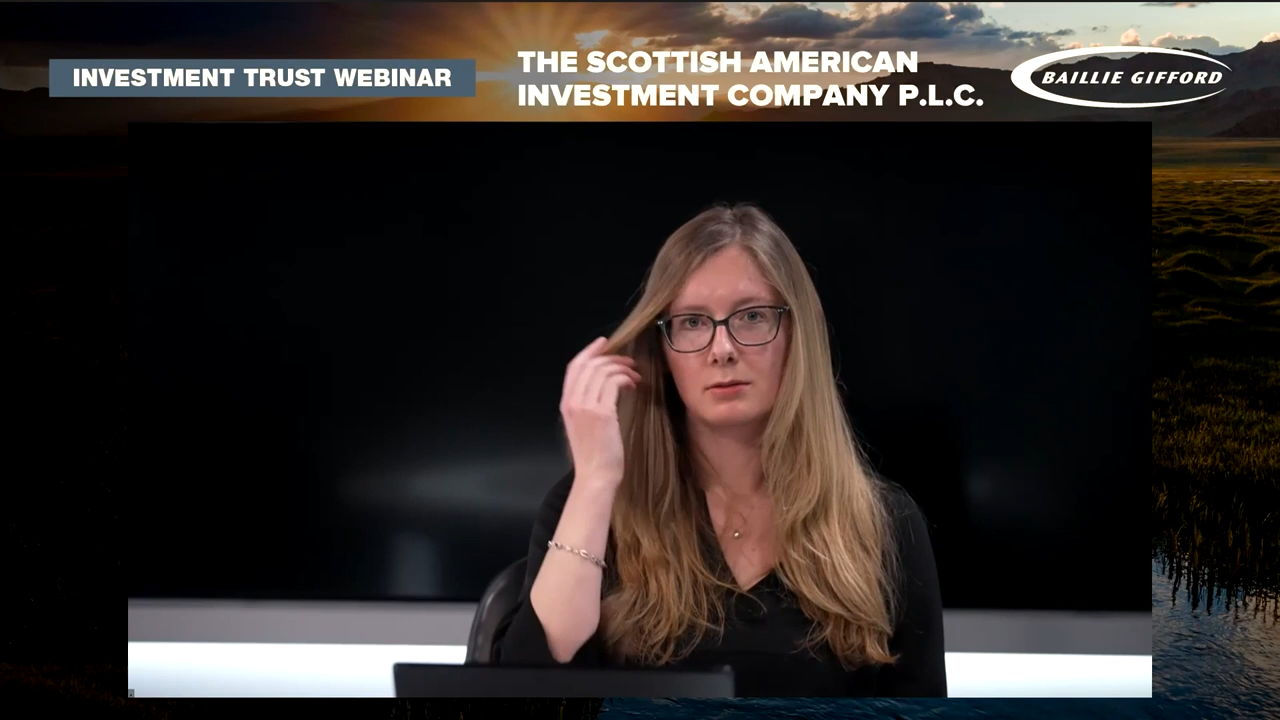 INVESTMENT TRUST WEBINAR
THE SCOTTISH AMERICAN
INVESTMENT COMPANY P.L.C.
BAILLIE GIFFORD